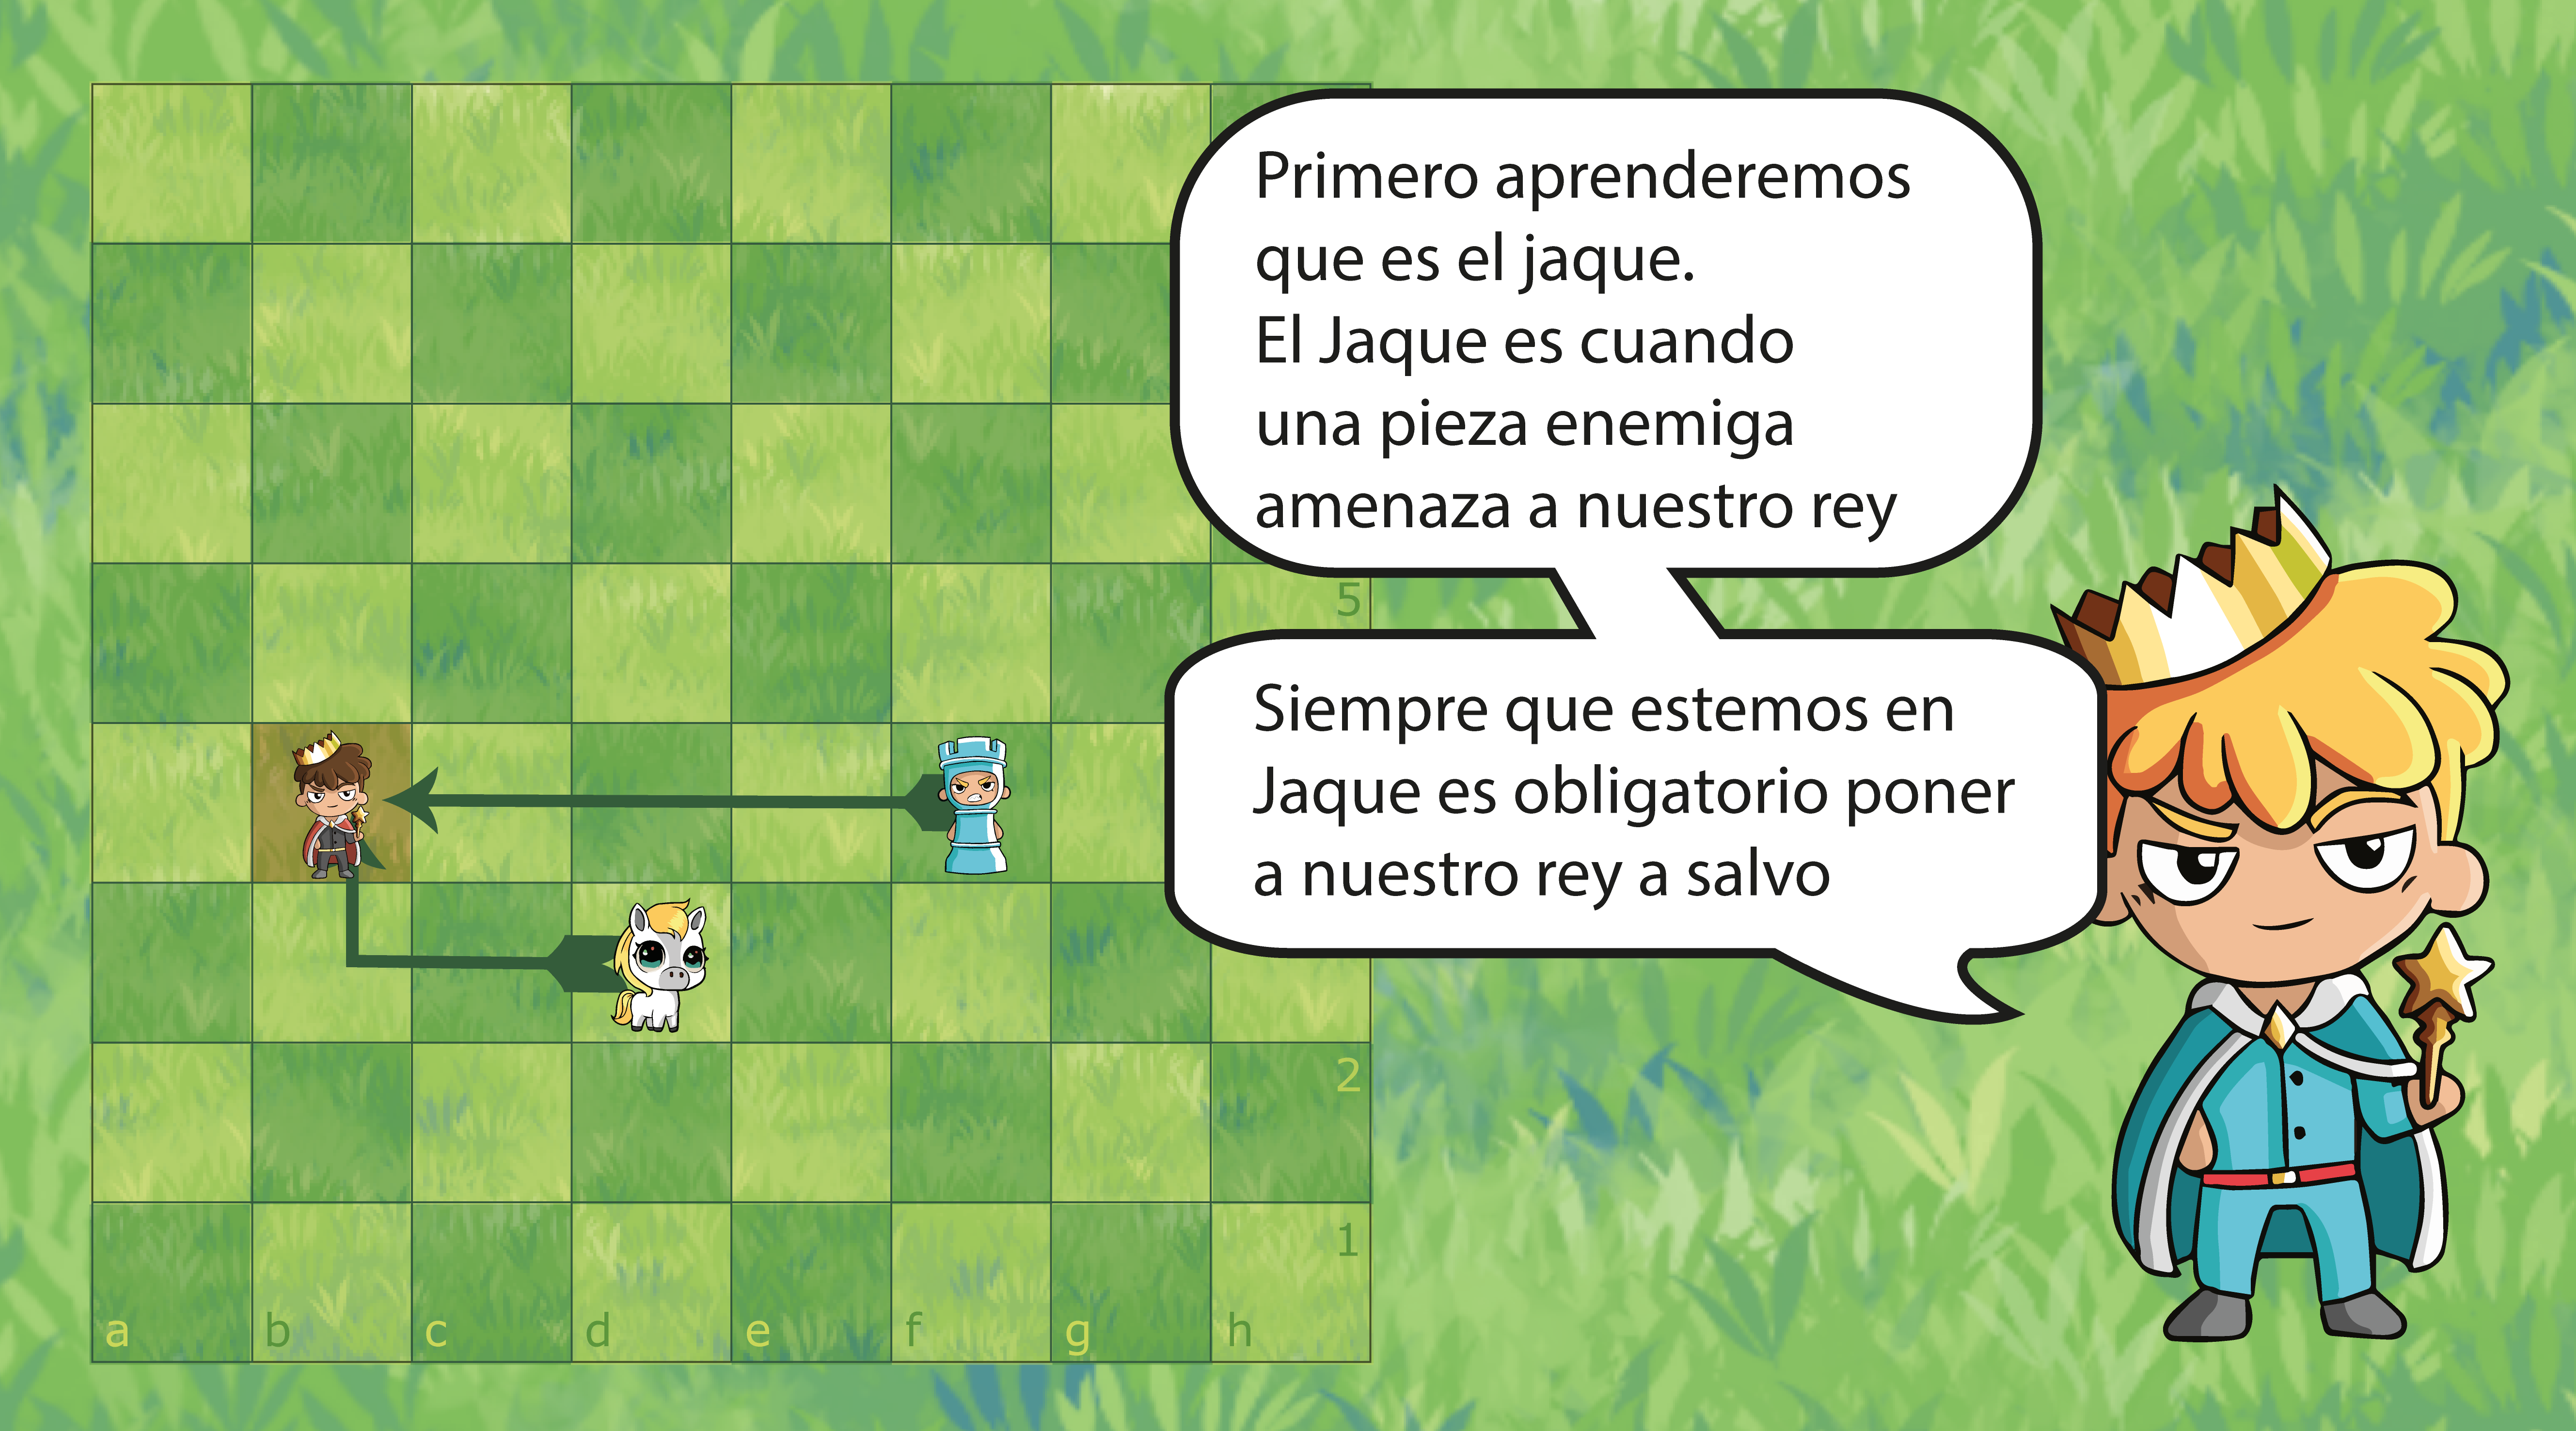 Primero aprenderemos
que es el jaque.
El Jaque es cuando
una pieza enemiga
amenaza a nuestro rey
Siempre que estemos en
Jaque es obligatorio poner
a nuestro rey a salvo
5
2
1
a b c d e f g h